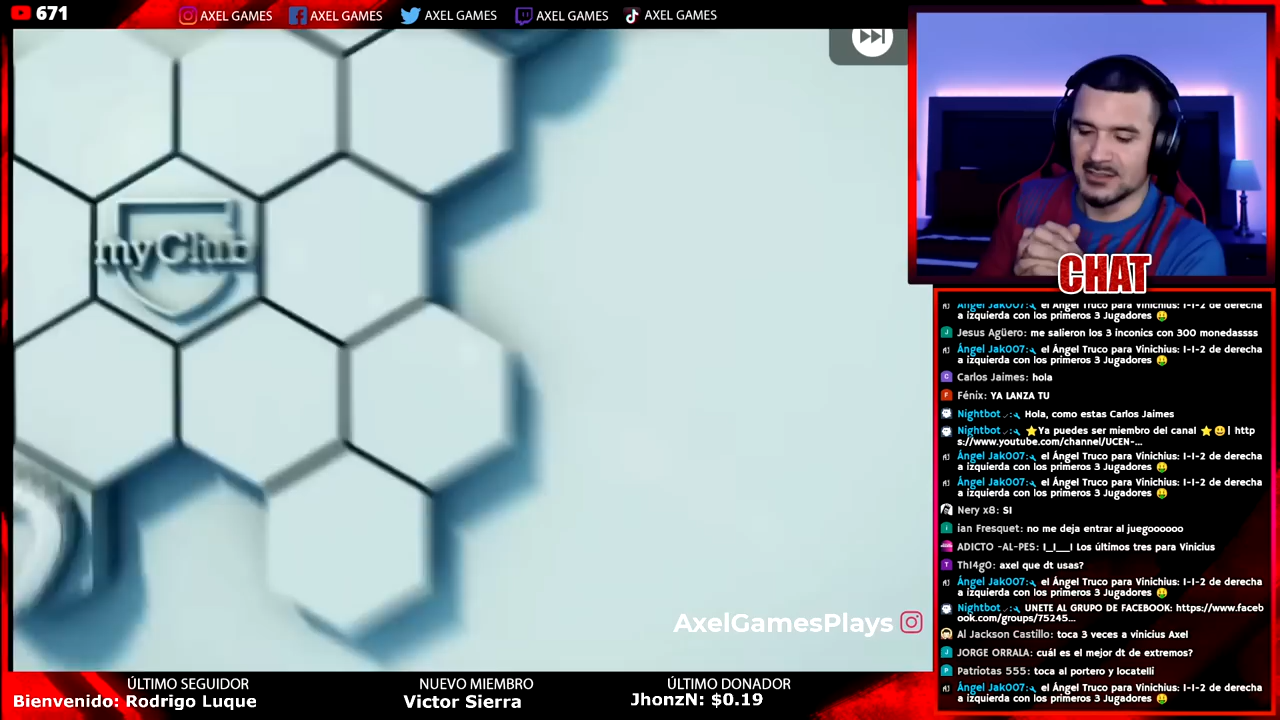 671
AXEL GAMES
AXEL GAMES
AXEL GAMES
AXEL GAMES
AXEL GAMES
myClub
CHAT
Ángel Jak007: el Ángel Truco para Vinichius: 1-1-2 de derecha
a izquierda con los primeros 3 Jugadores
Jesus Agüero: me salieron los 3 inconics con 300 monedassss
Ángel Jak007: el Ángel Truco para Vinichius: 1-1-2 de derecha
a izquierda con los primeros 3 Jugadores
Carlos Jaimes: hola
Fénix: YA LANZA TU
Nightbot : Hola, como estas Carlos Jaimes
Nightbot : Ya puedes ser miembro del canal | http
s://www.youtube.com/channel/UCEN-...
Ángel Jak007: el Ángel Truco para Vinichius: 1-1-2 de derecha
a izquierda con los primeros 3 Jugadores
Ángel Jak007: el Ángel Truco para Vinichius: 1-1-2 de derecha
a izquierda con los primeros 3 Jugadores
Nery x8: SI
ian Fresquet: no me deja entrar al juegoooooo
ADICTO -AL-PES: I_I__I Los últimos tres para Vinicius
Th14g0: axel que dt usas?
Ángel Jak007: el Ángel Truco para Vinichius: 1-1-2 de derecha
a izquierda con los primeros 3 Jugadores
Nightbot : UNETE AL GRUPO DE FACEBOOK: https://www.faceb
ook.com/groups/75245...
Al Jackson Castillo: toca 3 veces a vinicius Axel
JORGE ORRALA: cuál es el mejor dt de extremos?
Patriotas 555: toca al portero y locatelli
Ángel Jak007: el Ángel Truco para Vinichius: 1-1-2 de derecha
a izquierda con los primeros 3 Jugadores
AxelGamesPlays
ÚLTIMO SEGUIDOR
Bienvenido: Rodrigo Luque
NUEVO MIEMBRO
Victor Sierra
ÚLTIMO DONADOR
JhonzN: $0.19